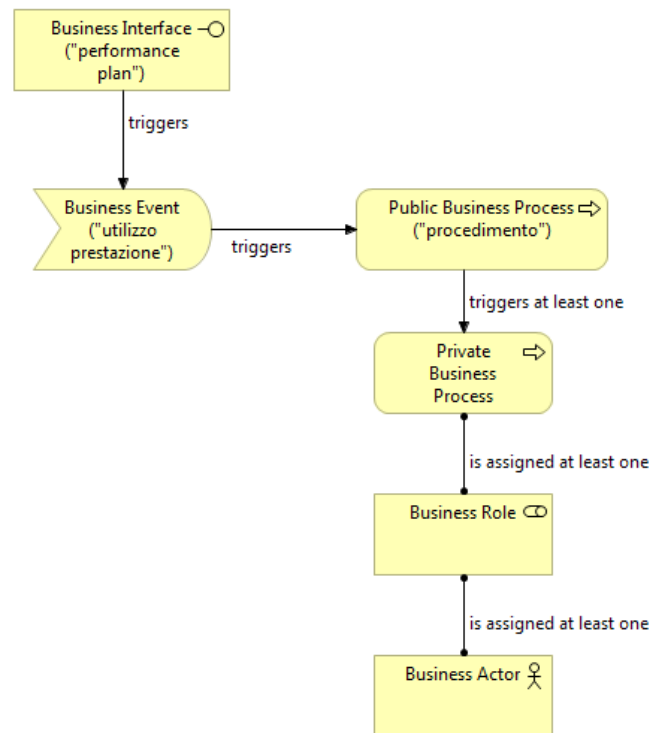 Business Interface
("performance
plan")
triggers
Business Event
("utilizzo
prestazione")
triggers
Public Business Process
("procedimento")
triggers at least one
Private
Business
Process
is assigned at least one
Business Role
is assigned at least one
Business Actor